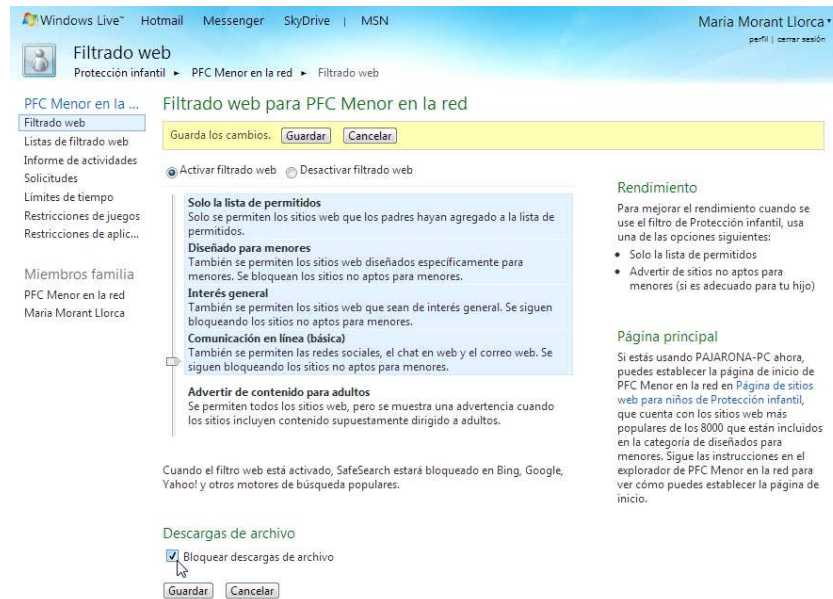 Windows Live™ Hotmail Messenger SkyDrive | MSN
Maria Morant Llorca
perfil | cerrar sesión
Filtrado web
Protección infantil ► PFC Menor en la red ► Filtrado web
PFC Menor en la ...
Filtrado web
Listas de filtrado web
Informe de actividades
Solicitudes
Límites de tiempo
Restricciones de juegos
Restricciones de aplic...
Miembros familia
PFC Menor en la red
Maria Morant Llorca
Filtrado web para PFC Menor en la red
Guarda los cambios. Guardar Cancelar
Activar filtrado web Desactivar filtrado web
Solo la lista de permitidos
Solo se permiten los sitios web que los padres hayan agregado a la lista de
permitidos.
Diseñado para menores
También se permiten los sitios web diseñados específicamente para
menores. Se bloquean los sitios no aptos para menores.
Interés general
También se permiten los sitios web que sean de interés general. Se siguen
bloqueando los sitios no aptos para menores.
Comunicación en línea (básica)
También se permiten las redes sociales, el chat en web y el correo web. Se
siguen bloqueando los sitios no aptos para menores.
Advertir de contenido para adultos
Se permiten todos los sitios web, pero se muestra una advertencia cuando
los sitios incluyen contenido supuestamente dirigido a adultos.
Cuando el filtro web está activado, SafeSearch estará bloqueado en Bing, Google,
Yahoo! y otros motores de búsqueda populares.
Descargas de archivo
Bloquear descargas de archivo
Guardar Cancelar
Rendimiento
Para mejorar el rendimiento cuando se
use el filtro de Protección infantil, usa
una de las opciones siguientes:
• Solo la lista de permitidos
• Advertir de sitios no aptos para
menores (si es adecuado para tu hijo)
Página principal
Si estás usando PAJARONA-PC ahora,
puedes establecer la página de inicio de
PFC Menor en la red en Página de sitios
web para niños de Protección infantil,
que cuenta con los sitios web más
populares de los 8000 que están incluidos
en la categoría de diseñados para
menores. Sigue las instrucciones en el
explorador de PFC Menor en la red para
ver cómo puedes establecer la página de
inicio.